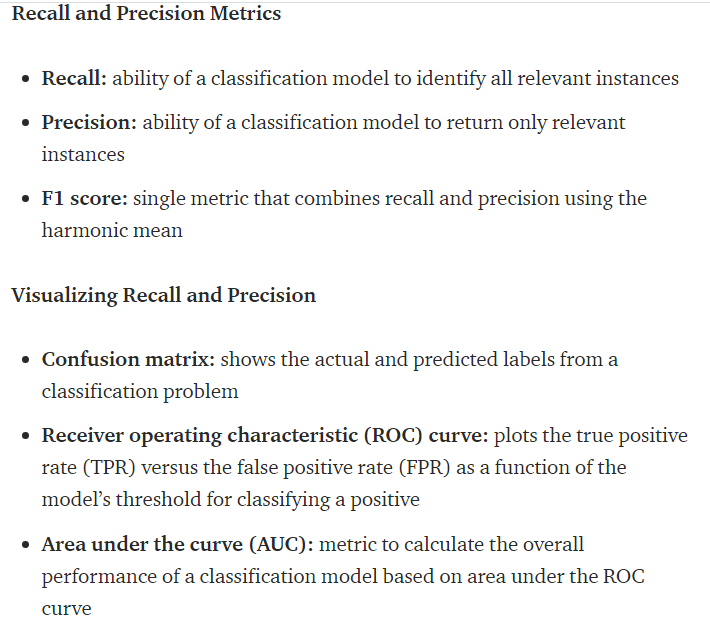 Recall and Precision Metrics
• Recall: ability of a classification model to identify all relevant instances
• Precision: ability of a classification model to return only relevant
instances
• F1 score: single metric that combines recall and precision using the
harmonic mean
Visualizing Recall and Precision
• Confusion matrix: shows the actual and predicted labels from a
classification problem
• Receiver operating characteristic (ROC) curve: plots the true positive
rate (TPR) versus the false positive rate (FPR) as a function of the
model’s threshold for classifying a positive
• Area under the curve (AUC): metric to calculate the overall
performance of a classification model based on area under the ROC
curve